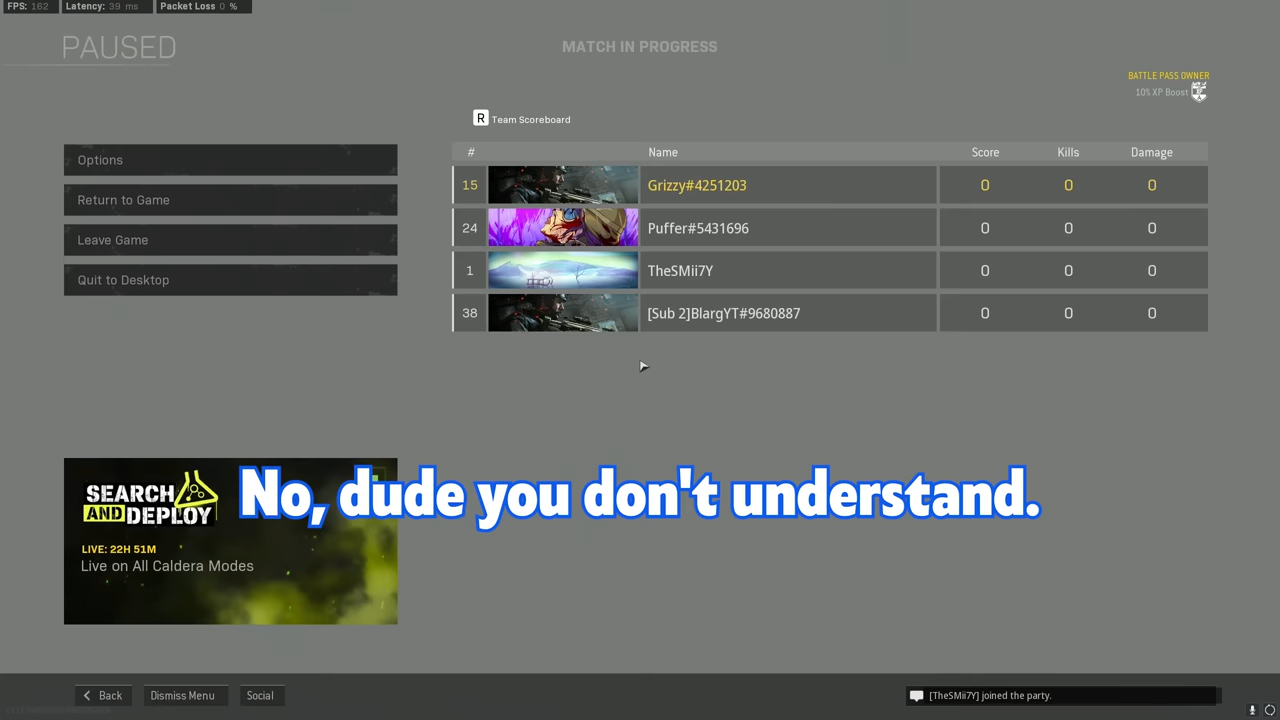 FPS: 162 Latency: 39 ms Packet Loss 0 %
PAUSED
MATCH IN PROGRESS
BATTLE PASS OWNER
10% XP Boost
R Team Scoreboard
# Name Score Kills Damage
15 Grizzy#4251203 0 0 0
24 Puffer#5431696 0 0 0
1 TheSMii7Y 0 0 0
38 [Sub 2]BlargYT#9680887 0 0 0
Options
Return to Game
Leave Game
Quit to Desktop
No, dude you don't understand.
SEARCH
AND DEPLOY
LIVE: 22H 51M
Live on All Caldera Modes
Back Dismiss Menu Social
[TheSMii7Y] joined the party.